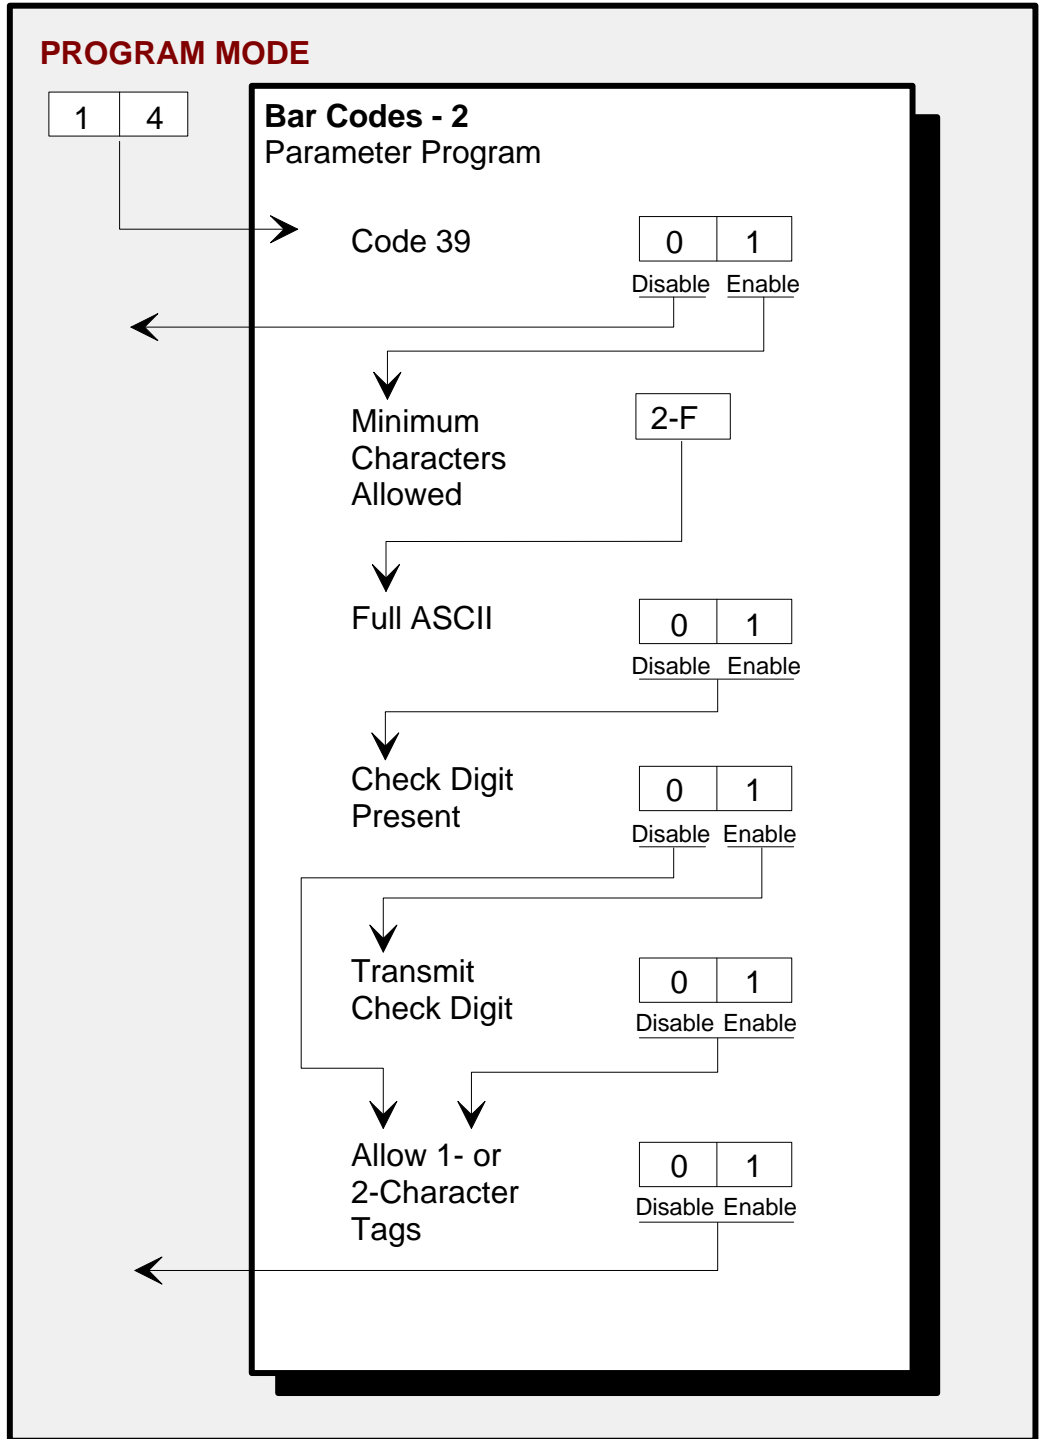 PROGRAM MODE
1 4
Bar Codes - 2
Parameter Program
Code 39
0 1
Disable Enable
Minimum
Characters
Allowed
2-F
Full ASCII
0 1
Disable Enable
Check Digit
Present
0 1
Disable Enable
Transmit
Check Digit
0 1
Disable Enable
Allow 1- or
2-Character
Tags
0 1
Disable Enable